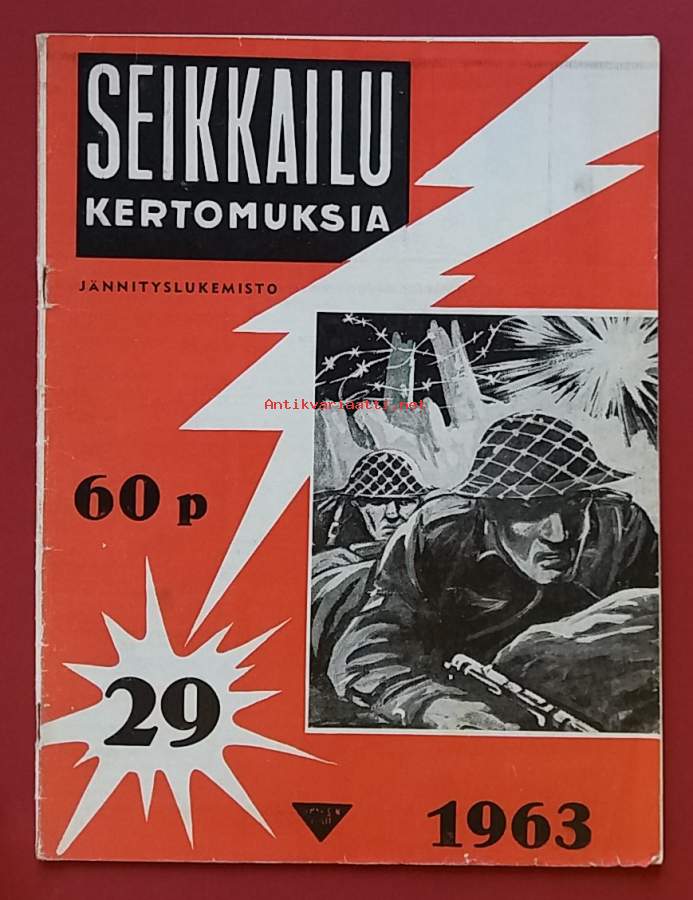 SEIKKAILU
KERTOMUKSIA
JÄNNITYSLUKEMISTO
Antikvariaatti.net
60 p
29
1963